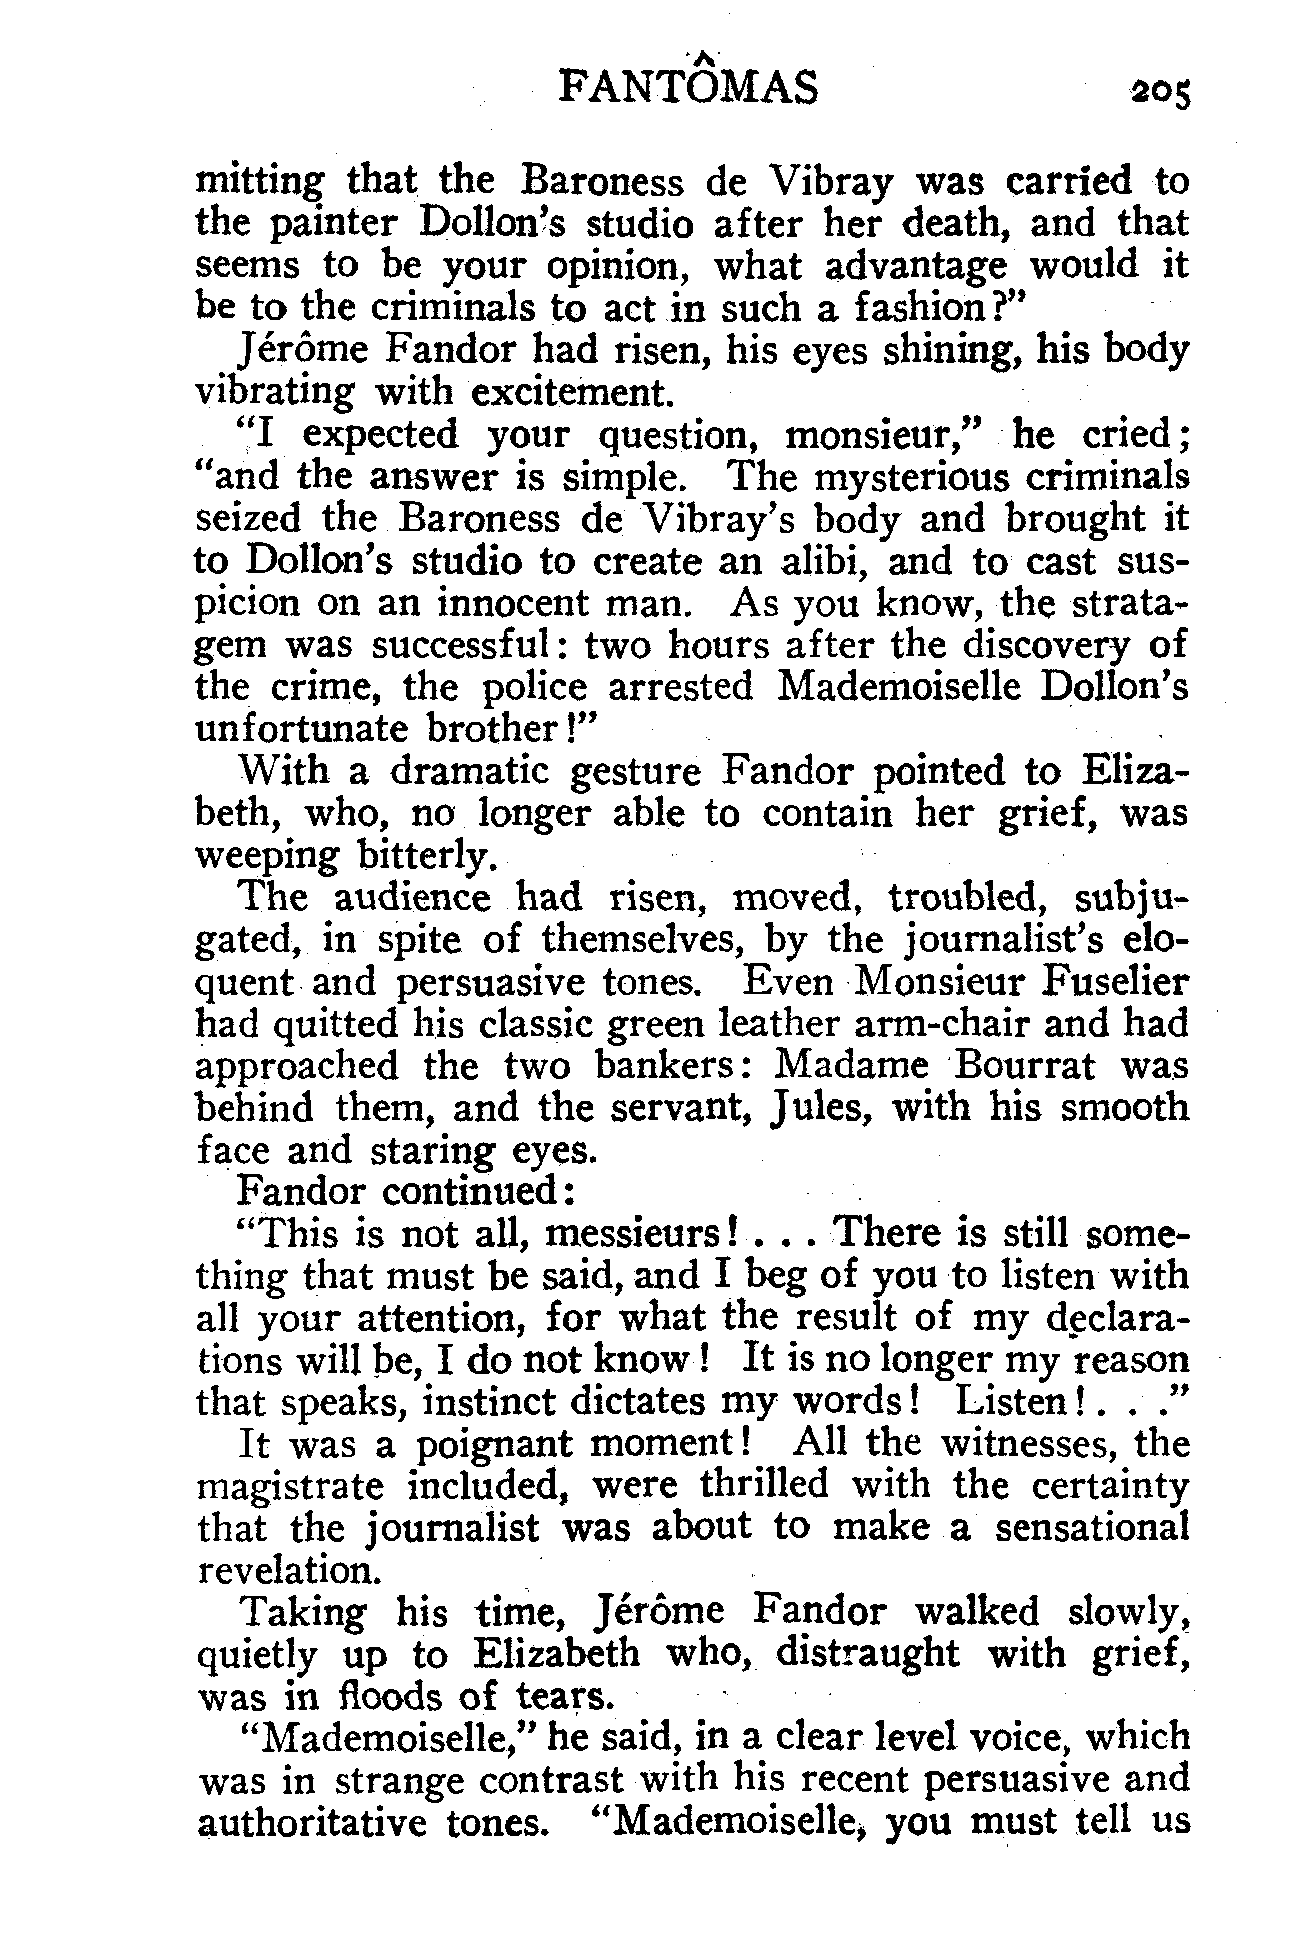 FANTÔMAS 205
mitting that the Baroness de Vibray was carried to
the painter Dollon's studio after her death, and that
seems to be your opinion, what advantage would it
be to the criminals to act in such a fashion?"
Jérôme Fandor had risen, his eyes shining, his body
vibrating with excitement.
"I expected your question, monsieur," he cried;
"and the answer is simple. The mysterious criminals
seized the Baroness de Vibray's body and brought it
to Dollon's studio to create an alibi, and to cast sus-
picion on an innocent man. As you know, the strata-
gem was successful: two hours after the discovery of
the crime, the police arrested Mademoiselle Dollon's
unfortunate brother!"
With a dramatic gesture Fandor pointed to Eliza-
beth, who, no longer able to contain her grief, was
weeping bitterly.
The audience had risen, moved, troubled, subju-
gated, in spite of themselves, by the journalist's elo-
quent and persuasive tones. Even Monsieur Fuselier
had quitted his classic green leather arm-chair and had
approached the two bankers: Madame Bourrat was
behind them, and the servant, Jules, with his smooth
face and staring eyes.
Fandor continued:
"This is not all, messieurs! . . . There is still some-
thing that must be said, and I beg of you to listen with
all your attention, for what the result of my declara-
tions will be, I do not know! It is no longer my reason
that speaks, instinct dictates my words! Listen! . . ."
It was a poignant moment! All the witnesses, the
magistrate included, were thrilled with the certainty
that the journalist was about to make a sensational
revelation.
Taking his time, Jérôme Fandor walked slowly,
quietly up to Elizabeth who, distraught with grief,
was in floods of tears.
"Mademoiselle," he said, in a clear level voice, which
was in strange contrast with his recent persuasive and
authoritative tones. "Mademoiselle, you must tell us